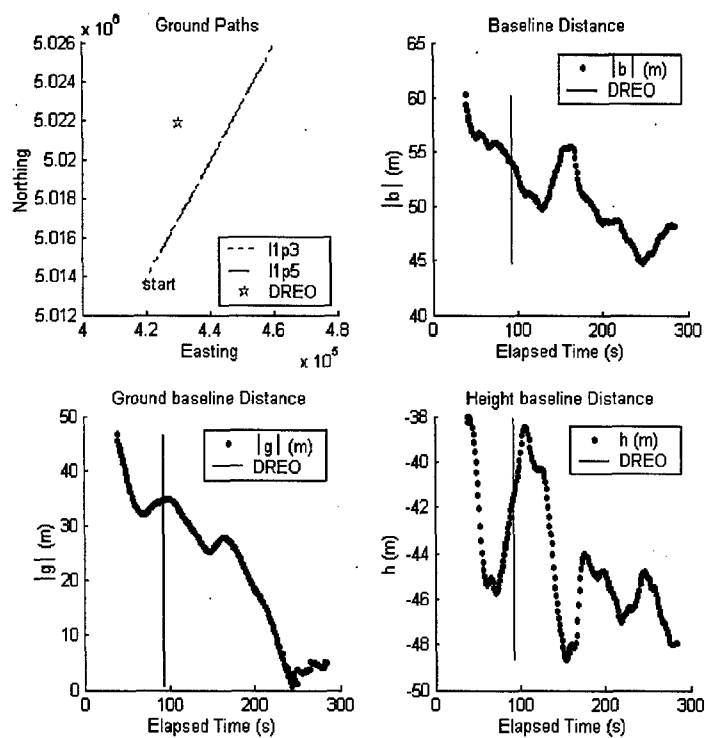 x 10⁶
Ground Paths
5.026
5.024
5.022
5.02
5.018
5.016
5.014
5.012
Northing
start
l1p3
l1p5
DREO
4 4.2 4.4 4.6 4.8
Easting
x 10⁵
Baseline Distance
65
60
55
50
45
40
|b| (m)
|b| (m)
DREO
0 100 200 300
Elapsed Time (s)
Ground baseline Distance
50
40
30
20
10
0
|g| (m)
|g| (m)
DREO
0 100 200 300
Elapsed Time (s)
Height baseline Distance
-38
-40
-42
-44
-46
-48
-50
h (m)
h (m)
DREO
0 100 200 300
Elapsed Time (s)